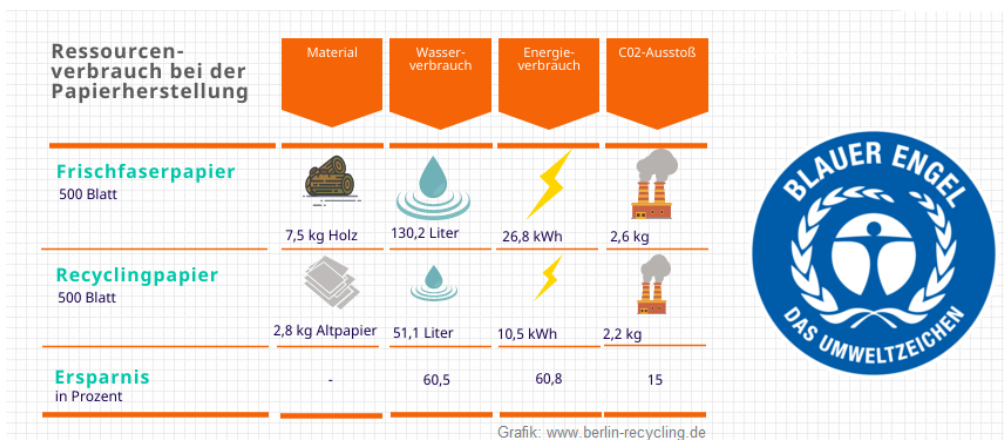 Ressourcen-
verbrauch bei der
Papierherstellung
Material
Wasser-
verbrauch
Energie-
verbrauch
C02-Ausstoß
Frischfaserpapier
500 Blatt
7,5 kg Holz
130,2 Liter
26,8 kWh
2,6 kg
Recyclingpapier
500 Blatt
2,8 kg Altpapier
51,1 Liter
10,5 kWh
2,2 kg
Ersparnis
in Prozent
-
60,5
60,8
15
Grafik: www.berlin-recycling.de
BLAUER ENGEL
DAS UMWELTZEICHEN